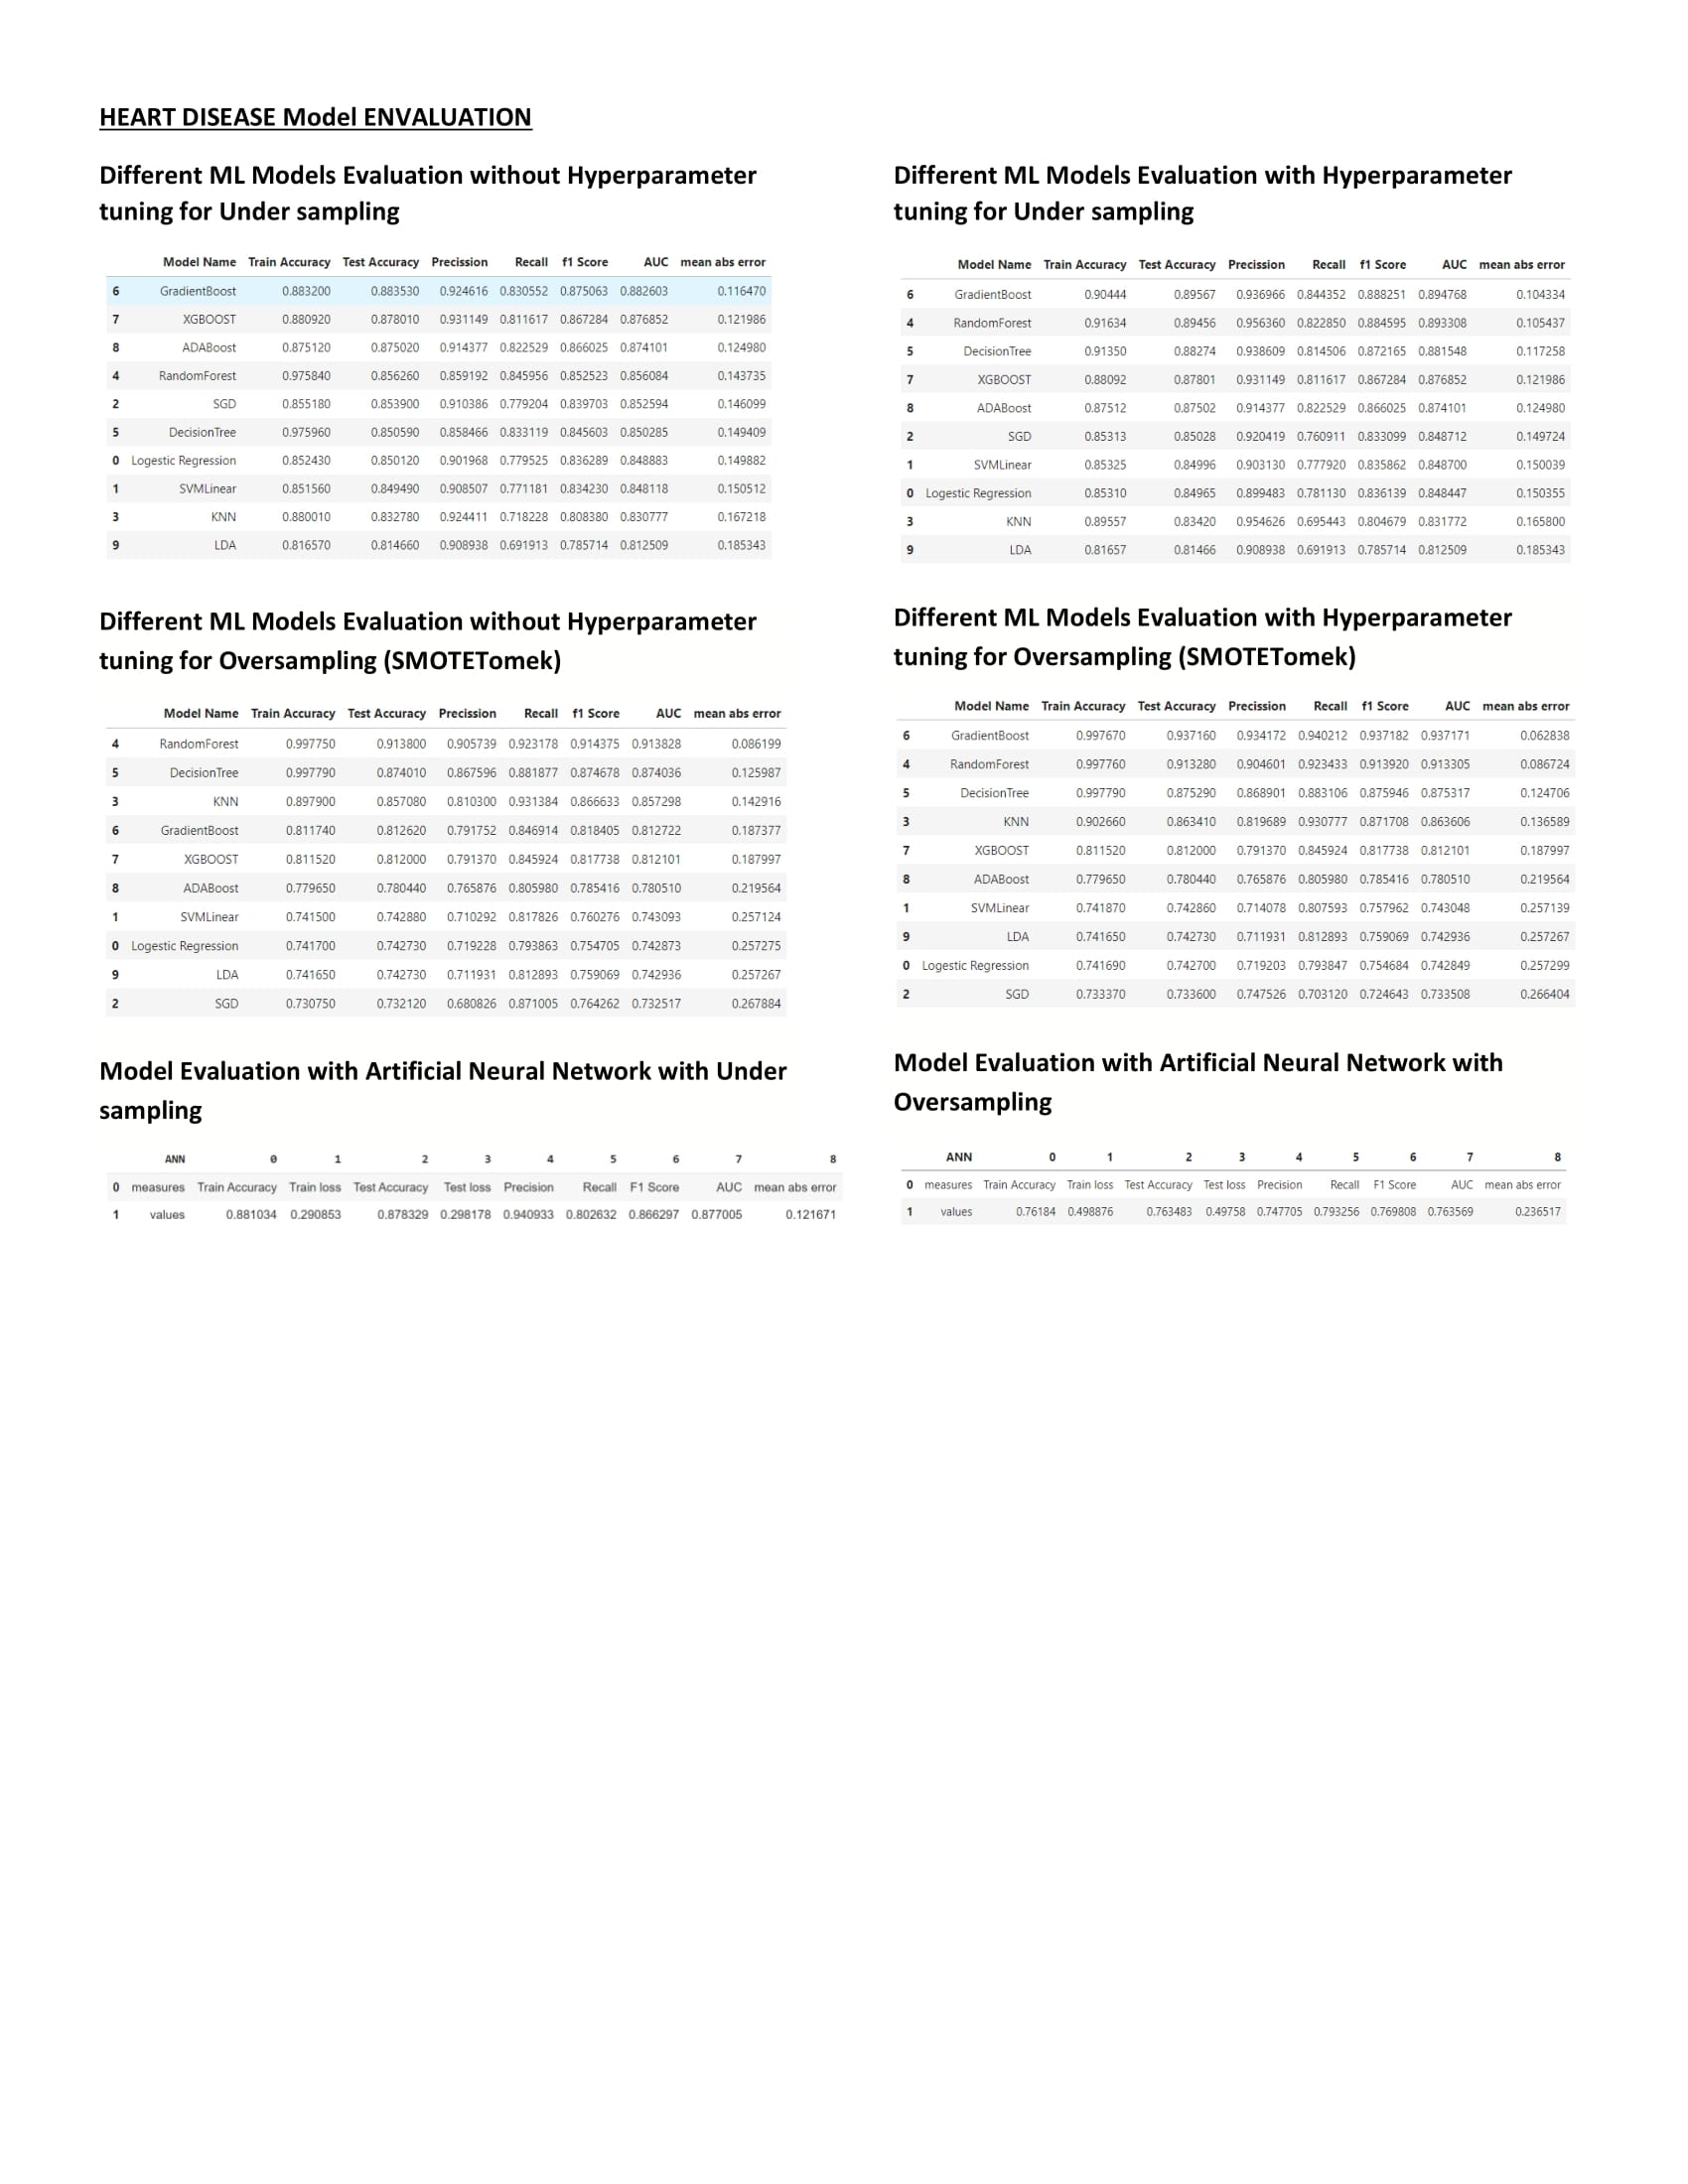 HEART DISEASE Model ENVALUATION
Different ML Models Evaluation without Hyperparameter
tuning for Under sampling
Model Name Train Accuracy Test Accuracy Precission Recall f1 Score AUC mean abs error
6 GradientBoost 0.883200 0.883530 0.924616 0.830552 0.875063 0.882603 0.116470
7 XGBOOST 0.880920 0.878010 0.931149 0.811617 0.867284 0.876852 0.121986
8 ADABoost 0.875120 0.875020 0.914377 0.822529 0.866025 0.874101 0.124980
4 RandomForest 0.975840 0.856260 0.859192 0.845956 0.852523 0.856084 0.143735
2 SGD 0.855180 0.853900 0.910386 0.779204 0.839703 0.852594 0.146099
5 DecisionTree 0.975960 0.850590 0.858466 0.833119 0.845603 0.850285 0.149409
0 Logestic Regression 0.852430 0.850120 0.901968 0.779525 0.836289 0.848883 0.149882
1 SVMLinear 0.851560 0.849490 0.908507 0.771181 0.834230 0.848118 0.150512
3 KNN 0.880010 0.832780 0.924411 0.718228 0.808380 0.830777 0.167218
9 LDA 0.816570 0.814660 0.908938 0.691913 0.785714 0.812509 0.185343
Different ML Models Evaluation with Hyperparameter
tuning for Under sampling
Model Name Train Accuracy Test Accuracy Precission Recall f1 Score AUC mean abs error
6 GradientBoost 0.90444 0.89567 0.936966 0.844352 0.888251 0.894768 0.104334
4 RandomForest 0.91634 0.89456 0.956360 0.822850 0.884595 0.893308 0.105437
5 DecisionTree 0.91350 0.88274 0.938609 0.814506 0.872165 0.881548 0.117258
7 XGBOOST 0.88092 0.87801 0.931149 0.811617 0.867284 0.876852 0.121986
8 ADABoost 0.87512 0.87502 0.914377 0.822529 0.866025 0.874101 0.124980
2 SGD 0.85313 0.85028 0.920419 0.760911 0.833099 0.848712 0.149724
1 SVMLinear 0.85325 0.84996 0.903130 0.777920 0.835862 0.848700 0.150039
0 Logestic Regression 0.85310 0.84965 0.899483 0.781130 0.836139 0.848447 0.150355
3 KNN 0.89557 0.83420 0.954626 0.695443 0.804679 0.831772 0.165800
9 LDA 0.81657 0.81466 0.908938 0.691913 0.785714 0.812509 0.185343
Different ML Models Evaluation without Hyperparameter
tuning for Oversampling (SMOTETomek)
Model Name Train Accuracy Test Accuracy Precission Recall f1 Score AUC mean abs error
4 RandomForest 0.997750 0.913800 0.905739 0.923178 0.914375 0.913828 0.086199
5 DecisionTree 0.997790 0.874010 0.867596 0.881877 0.874678 0.874036 0.125987
3 KNN 0.897900 0.857080 0.810300 0.931384 0.866633 0.857298 0.142916
6 GradientBoost 0.811740 0.812620 0.791752 0.846914 0.818405 0.812722 0.187377
7 XGBOOST 0.811520 0.812000 0.791370 0.845924 0.817738 0.812101 0.187997
8 ADABoost 0.779650 0.780440 0.765876 0.805980 0.785416 0.780510 0.219564
1 SVMLinear 0.741500 0.742880 0.710292 0.817826 0.760276 0.743093 0.257124
0 Logestic Regression 0.741700 0.742730 0.719228 0.793863 0.754705 0.742873 0.257275
9 LDA 0.741650 0.742730 0.711931 0.812893 0.759069 0.742936 0.257267
2 SGD 0.730750 0.732120 0.680826 0.871005 0.764262 0.732517 0.267884
Different ML Models Evaluation with Hyperparameter
tuning for Oversampling (SMOTETomek)
Model Name Train Accuracy Test Accuracy Precission Recall f1 Score AUC mean abs error
6 GradientBoost 0.997670 0.937160 0.934172 0.940212 0.937182 0.937171 0.062838
4 RandomForest 0.997760 0.913280 0.904601 0.923433 0.913920 0.913305 0.086724
5 DecisionTree 0.997790 0.875290 0.868901 0.883106 0.875946 0.875317 0.124706
3 KNN 0.902660 0.863410 0.819689 0.930777 0.871708 0.863606 0.136589
7 XGBOOST 0.811520 0.812000 0.791370 0.845924 0.817738 0.812101 0.187997
8 ADABoost 0.779650 0.780440 0.765876 0.805980 0.785416 0.780510 0.219564
1 SVMLinear 0.741870 0.742860 0.714078 0.807593 0.757962 0.743048 0.257139
9 LDA 0.741650 0.742730 0.711931 0.812893 0.759069 0.742936 0.257267
0 Logestic Regression 0.741690 0.742700 0.719203 0.793847 0.754684 0.742849 0.257299
2 SGD 0.733370 0.733600 0.747526 0.703120 0.724643 0.733508 0.266404
Model Evaluation with Artificial Neural Network with Under
sampling
ANN 0 1 2 3 4 5 6 7 8
0 measures Train Accuracy Train loss Test Accuracy Test loss Precision Recall F1 Score AUC mean abs error
1 values 0.881034 0.290853 0.878329 0.298178 0.940933 0.802632 0.866297 0.877005 0.121671
Model Evaluation with Artificial Neural Network with
Oversampling
ANN 0 1 2 3 4 5 6 7 8
0 measures Train Accuracy Train loss Test Accuracy Test loss Precision Recall F1 Score AUC mean abs error
1 values 0.76184 0.498876 0.763483 0.49758 0.747705 0.793256 0.769808 0.763569 0.236517